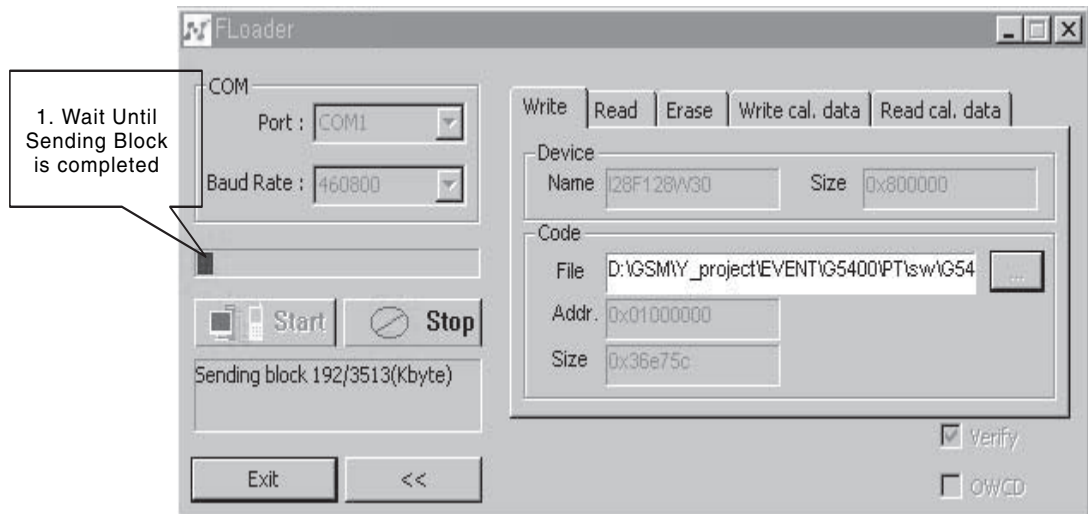 FLoader
1. Wait Until
Sending Block
is completed
COM
Port : COM1
Baud Rate : 460800
Start
Stop
Sending block 192/3513(Kbyte)
Exit
<<
Write
Read
Erase
Write cal. data
Read cal. data
Device
Name I28F128W30
Size 0x800000
Code
File D:\GSM\Y_project\EVENT\G5400\PT\sw\G54
...
Addr. 0x01000000
Size 0x36e75c
Verify
OWCD